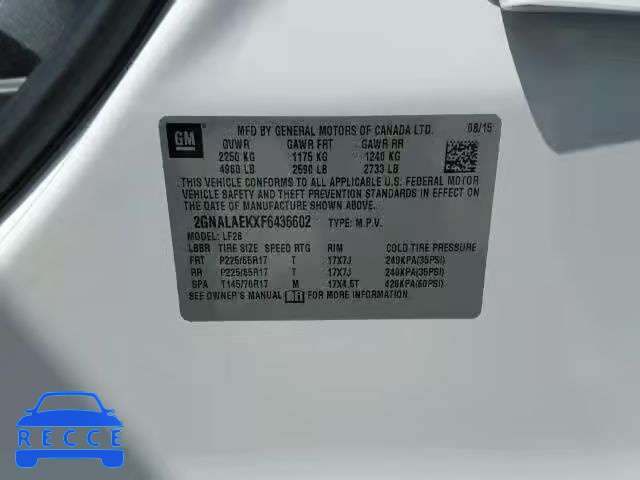 GM MFD BY GENERAL MOTORS OF CANADA LTD. 08/15
GVWR GAWR FRT GAWR RR
2250 KG 1175 KG 1240 KG
4960 LB 2590 LB 2733 LB
THIS VEHICLE CONFORMS TO ALL APPLICABLE U.S. FEDERAL MOTOR
VEHICLE SAFETY AND THEFT PREVENTION STANDARDS IN EFFECT ON
THE DATE OF MANUFACTURE SHOWN ABOVE.
2GNALAEKXF6436602 TYPE: M.P.V.
MODEL: LF26
LBBR TIRE SIZE SPEED RTG RIM COLD TIRE PRESSURE
FRT P225/65R17 T 17X7J 240KPA(35PSI)
RR P225/65R17 T 17X7J 240KPA(35PSI)
SPA T145/70R17 M 17X4.5T 420KPA(60PSI)
SEE OWNER'S MANUAL FOR MORE INFORMATION.
RECCE